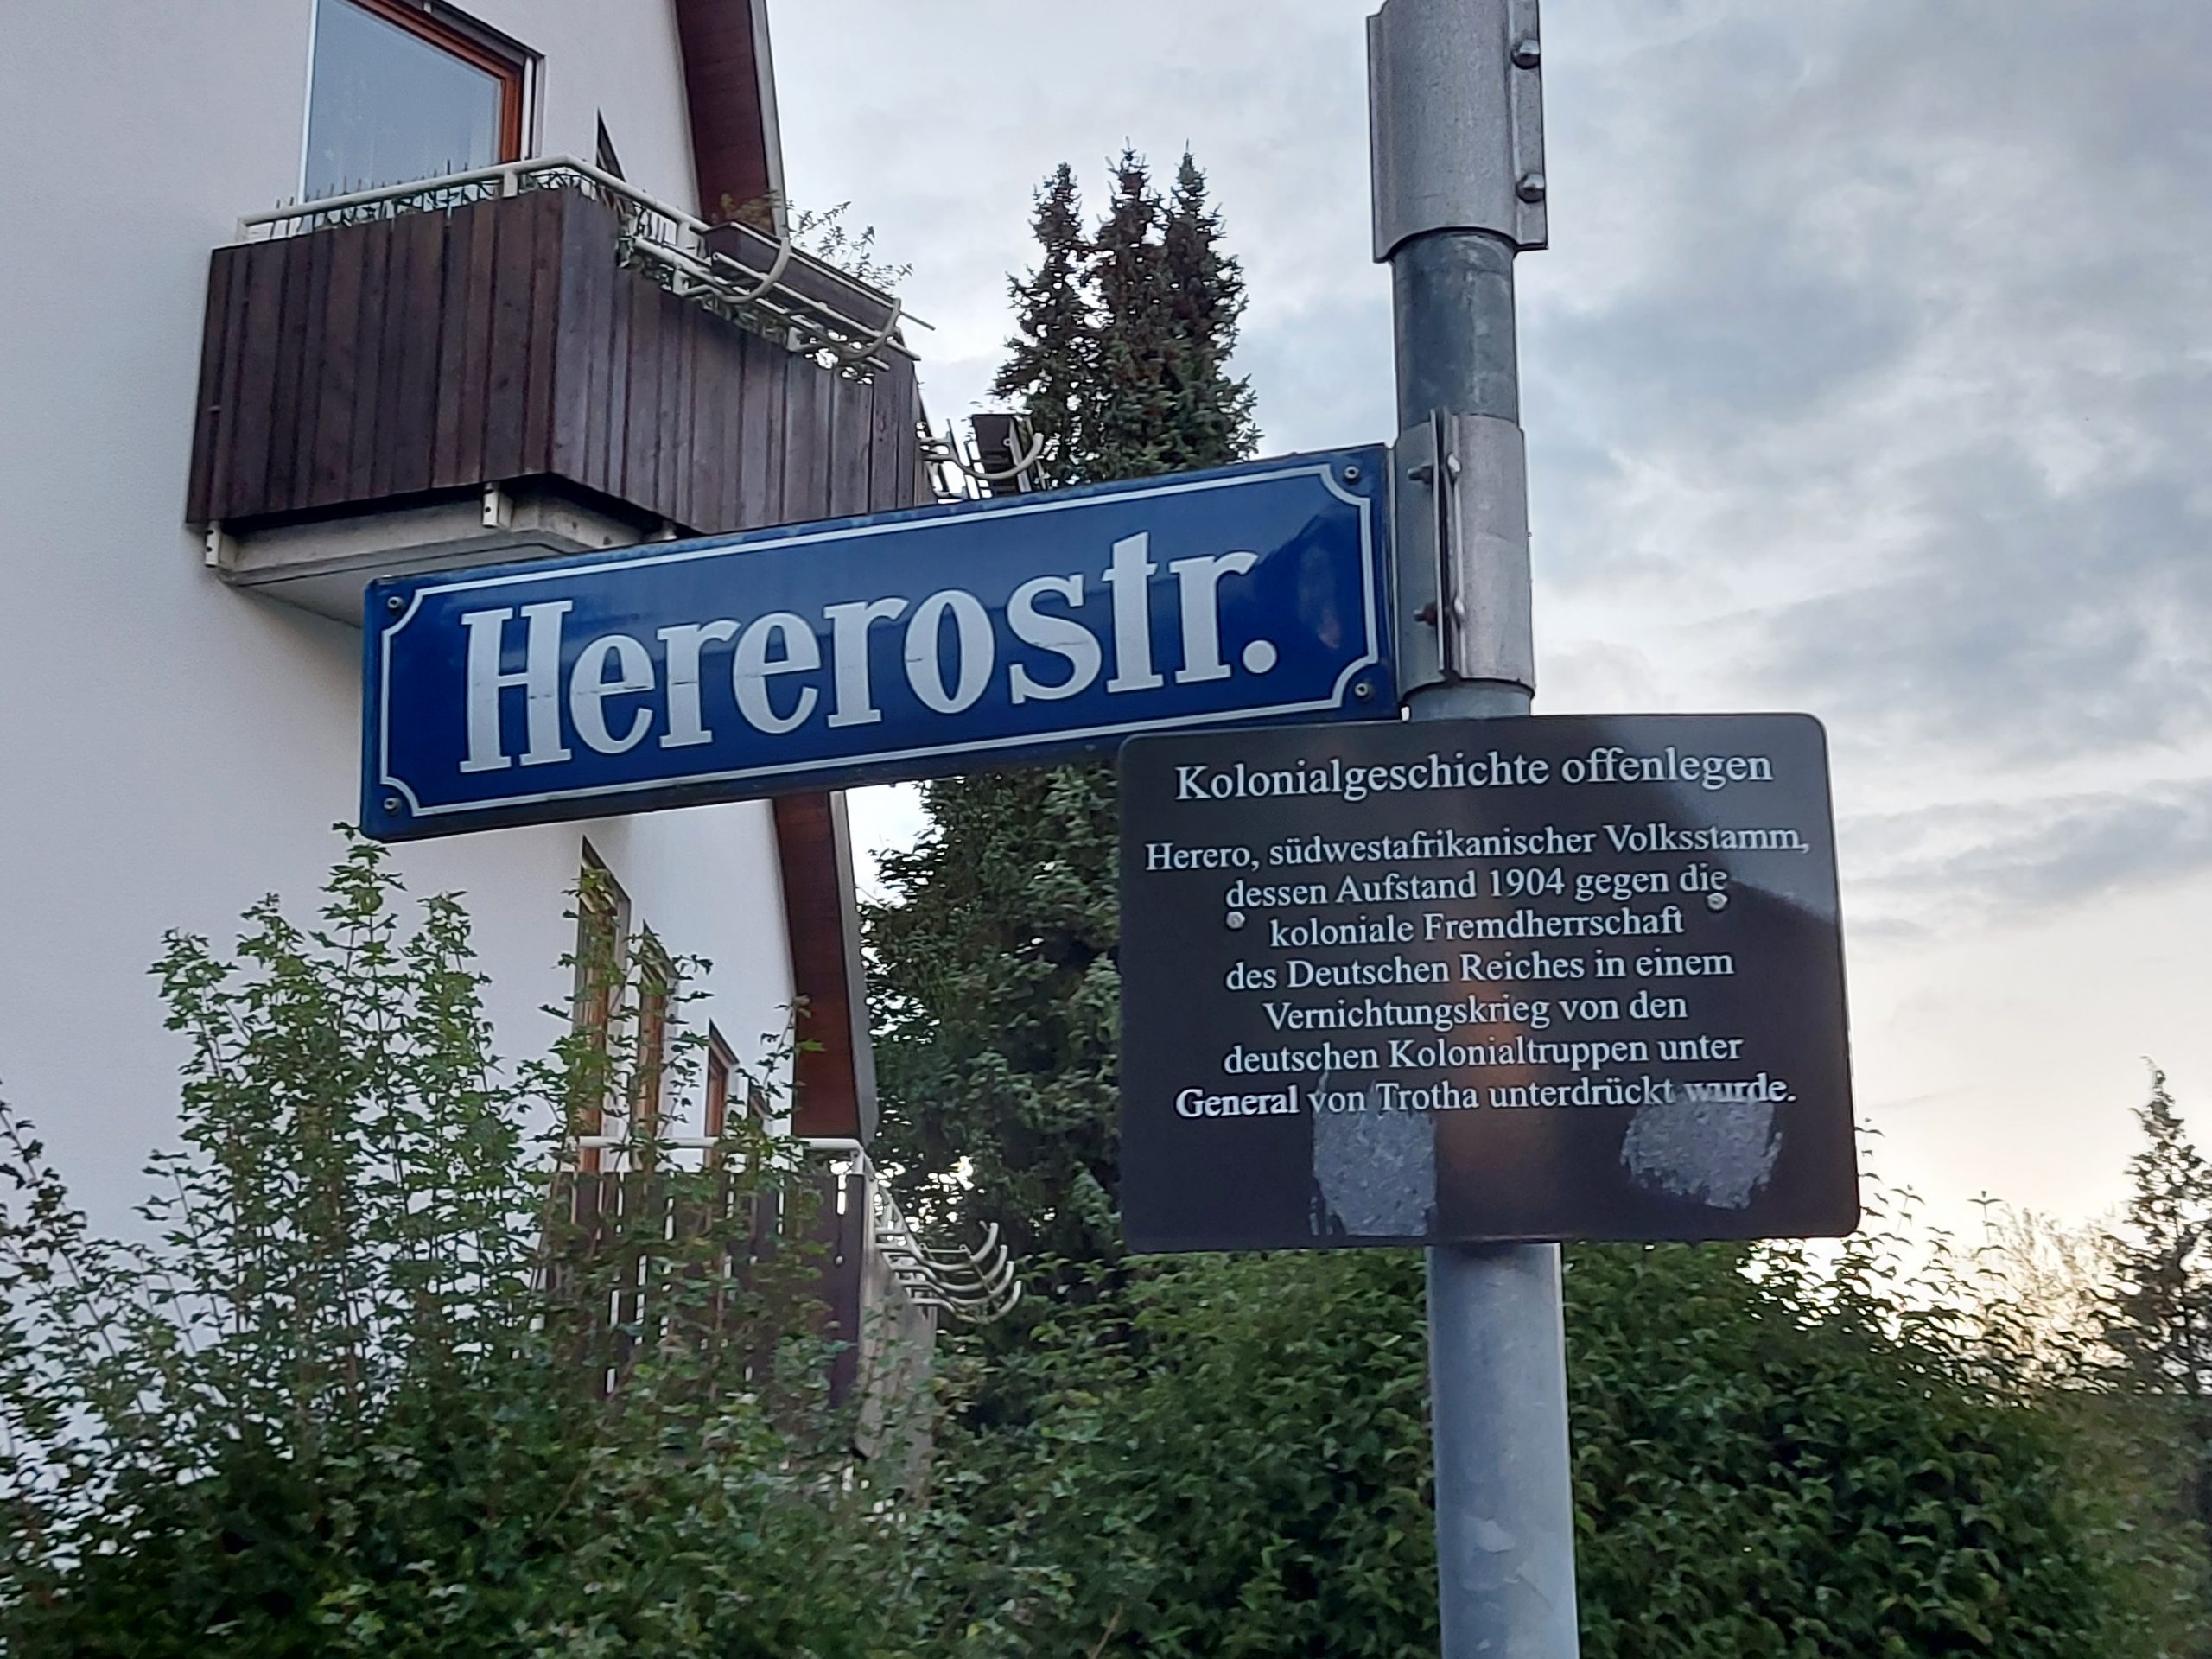 Hererostr.
Kolonialgeschichte offenlegen
Herero, südwestafrikanischer Volksstamm,
dessen Aufstand 1904 gegen die
koloniale Fremdherrschaft
des Deutschen Reiches in einem
Vernichtungskrieg von den
deutschen Kolonialtruppen unter
General von Trotha unterdrückt wurde.